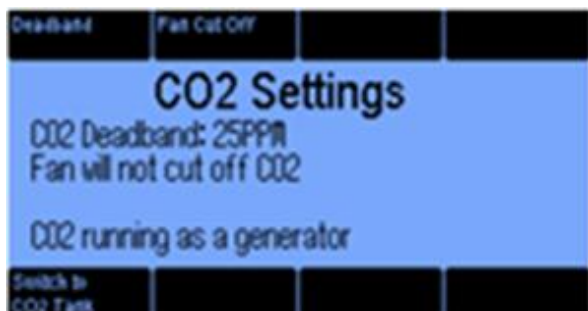 Deadband
Fan Cut Off
CO2 Settings
CO2 Deadband: 25PPM
Fan will not cut off CO2
CO2 running as a generator
Switch to
CO2 Tank